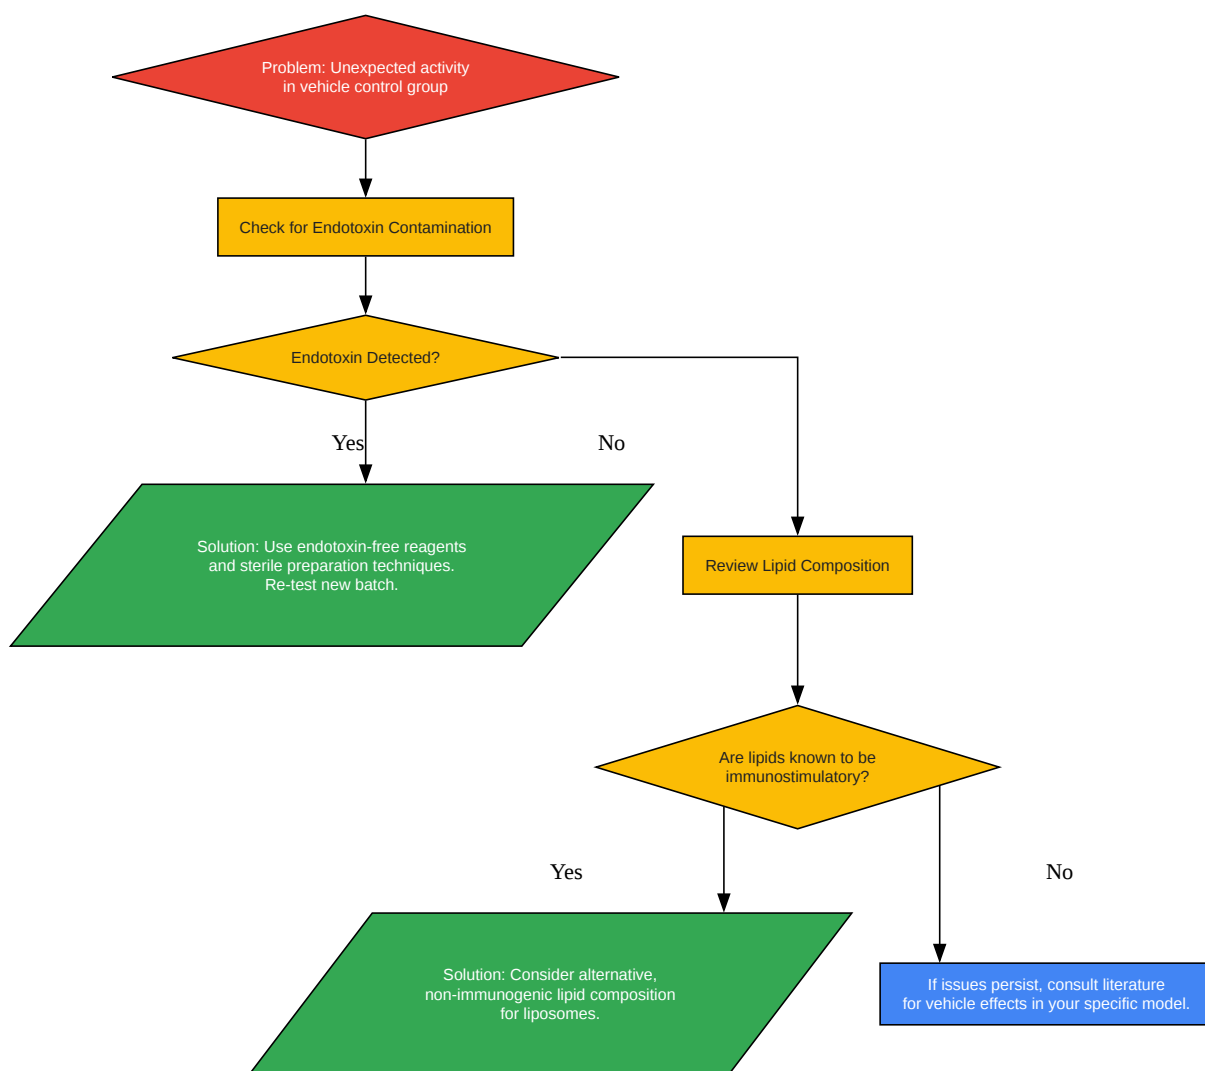 Problem: Unexpected activity
in vehicle control group
Check for Endotoxin Contamination
Endotoxin Detected?
Yes
No
Solution: Use endotoxin-free reagents
and sterile preparation techniques.
Re-test new batch.
Review Lipid Composition
Are lipids known to be
immunostimulatory?
Yes
No
Solution: Consider alternative,
non-immunogenic lipid composition
for liposomes.
If issues persist, consult literature
for vehicle effects in your specific model.